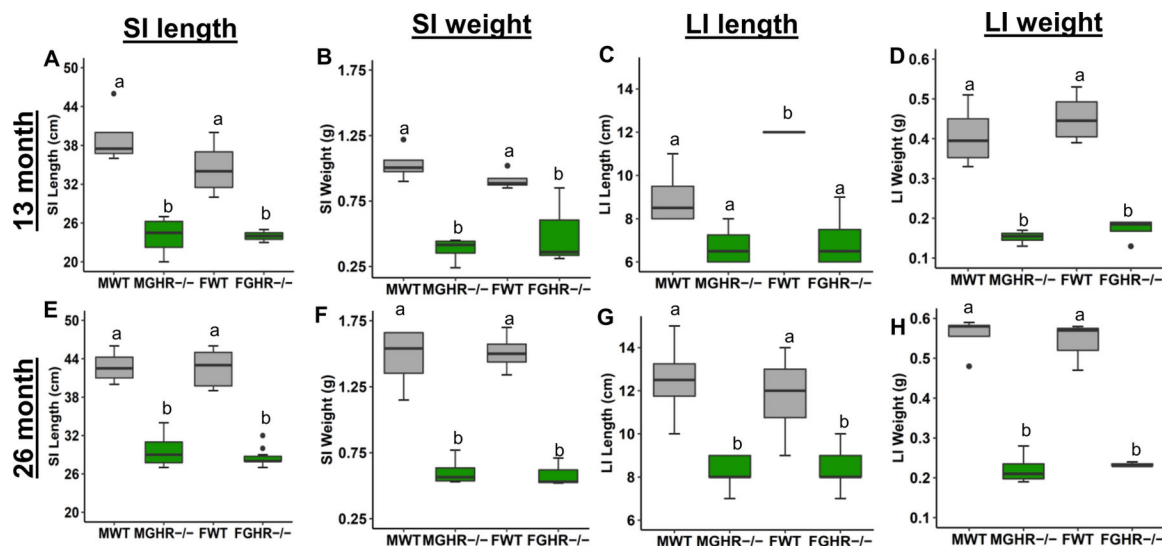 SI length
SI weight
LI length
LI weight
13 month
A
SI Length (cm)
50
44
38
32
26
20
a
b
a
b
MWT MGHR−/− FWT FGHR−/−
B
SI Weight (g)
1.75
1.25
0.75
0.25
a
b
a
b
MWT MGHR−/− FWT FGHR−/−
C
LI Length (cm)
14
12
10
8
6
a
a
b
a
MWT MGHR−/− FWT FGHR−/−
D
LI Weight (g)
0.6
0.5
0.4
0.3
0.2
0.1
a
b
a
b
MWT MGHR−/− FWT FGHR−/−
26 month
E
SI Length (cm)
50
44
38
32
26
20
a
b
a
b
MWT MGHR−/− FWT FGHR−/−
F
SI Weight (g)
1.75
1.25
0.75
0.25
a
b
a
b
MWT MGHR−/− FWT FGHR−/−
G
LI Length (cm)
14
12
10
8
6
a
b
a
b
MWT MGHR−/− FWT FGHR−/−
H
LI Weight (g)
0.6
0.5
0.4
0.3
0.2
0.1
a
b
a
b
MWT MGHR−/− FWT FGHR−/−